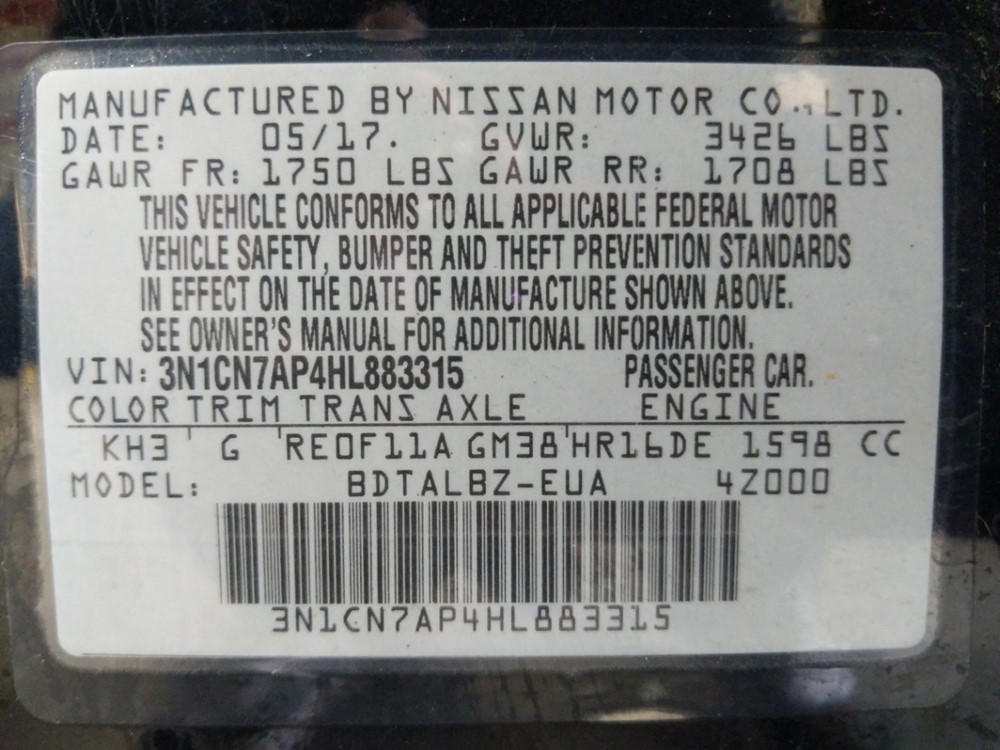 MANUFACTURED BY NISSAN MOTOR CO., LTD.
DATE: 05/17. GVWR: 3426 LBS
GAWR FR: 1750 LBS GAWR RR: 1708 LBS
THIS VEHICLE CONFORMS TO ALL APPLICABLE FEDERAL MOTOR
VEHICLE SAFETY, BUMPER AND THEFT PREVENTION STANDARDS
IN EFFECT ON THE DATE OF MANUFACTURE SHOWN ABOVE.
SEE OWNER'S MANUAL FOR ADDITIONAL INFORMATION.
VIN: 3N1CN7AP4HL883315 PASSENGER CAR.
COLOR TRIM TRANS AXLE ENGINE
KH3 G RE0F11A GM38 HR16DE 1598 CC
MODEL: BDTALBZ-EUA 4Z000
3N1CN7AP4HL883315